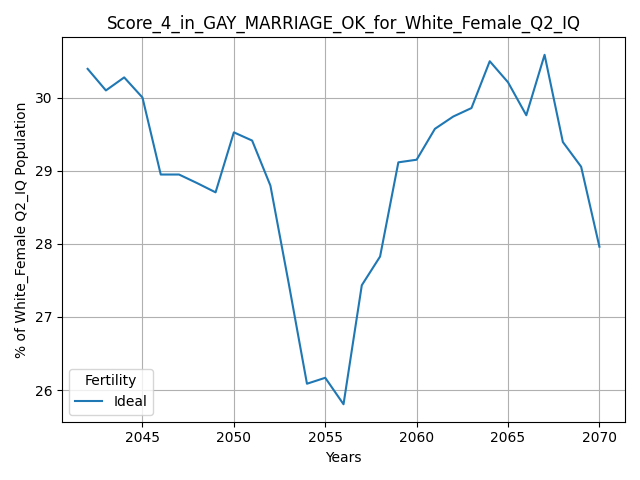 Score_4_in_GAY_MARRIAGE_OK_for_White_Female_Q2_IQ
% of White_Female Q2_IQ Population
30
29
28
27
26
Fertility
Ideal
2045 2050 2055 2060 2065 2070
Years